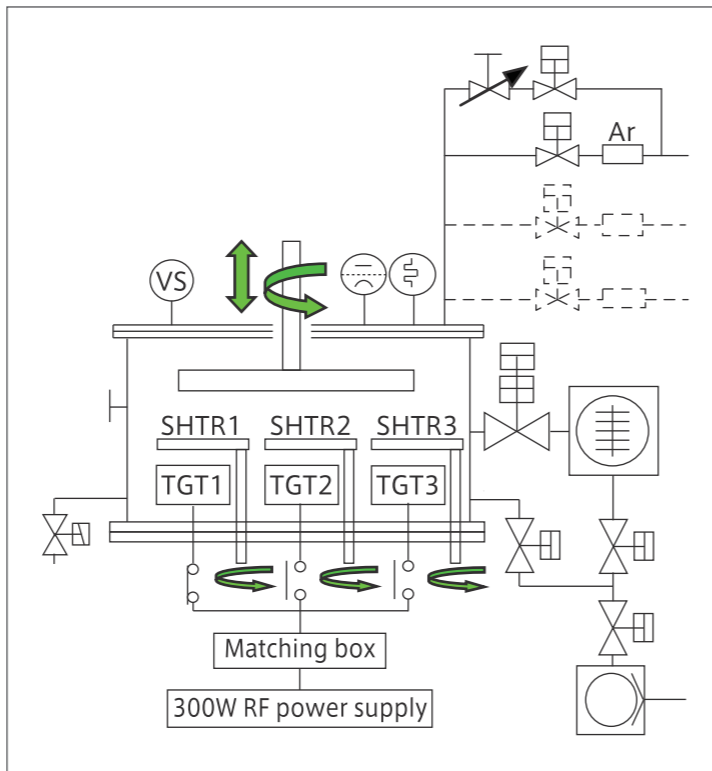 Ar
VS
SHTR1 SHTR2 SHTR3
TGT1 TGT2 TGT3
Matching box
300W RF power supply